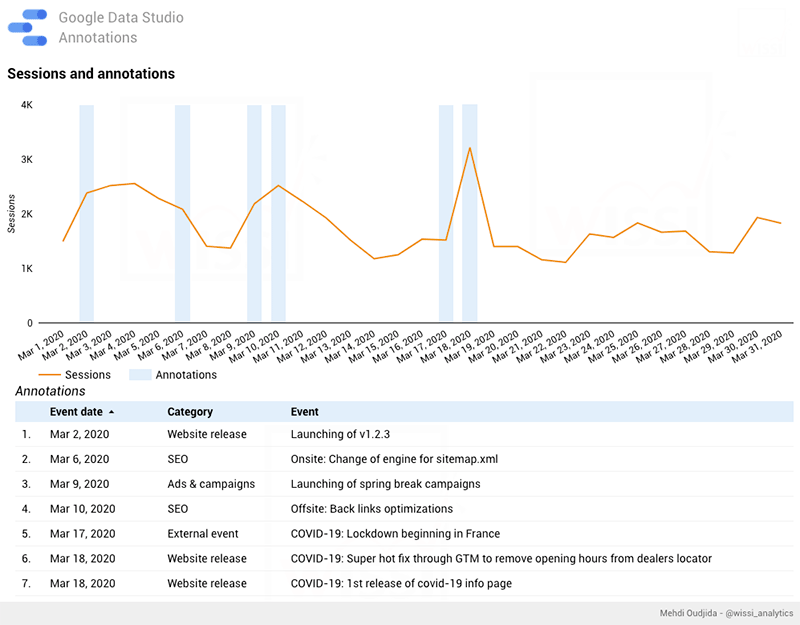 Google Data Studio
Annotations
Sessions and annotations
4K
3K
2K
1K
0
Sessions
Mar 1, 2020
Mar 2, 2020
Mar 3, 2020
Mar 4, 2020
Mar 5, 2020
Mar 6, 2020
Mar 7, 2020
Mar 8, 2020
Mar 9, 2020
Mar 10, 2020
Mar 11, 2020
Mar 12, 2020
Mar 13, 2020
Mar 14, 2020
Mar 15, 2020
Mar 16, 2020
Mar 17, 2020
Mar 18, 2020
Mar 19, 2020
Mar 20, 2020
Mar 21, 2020
Mar 22, 2020
Mar 23, 2020
Mar 24, 2020
Mar 25, 2020
Mar 26, 2020
Mar 27, 2020
Mar 28, 2020
Mar 29, 2020
Mar 30, 2020
Mar 31, 2020
Sessions Annotations
Annotations
Event date Category Event
1. Mar 2, 2020 Website release Launching of v1.2.3
2. Mar 6, 2020 SEO Onsite: Change of engine for sitemap.xml
3. Mar 9, 2020 Ads & campaigns Launching of spring break campaigns
4. Mar 10, 2020 SEO Offsite: Back links optimizations
5. Mar 17, 2020 External event COVID-19: Lockdown beginning in France
6. Mar 18, 2020 Website release COVID-19: Super hot fix through GTM to remove opening hours from dealers locator
7. Mar 18, 2020 Website release COVID-19: 1st release of covid-19 info page
Mehdi Oudjida - @wissi_analytics